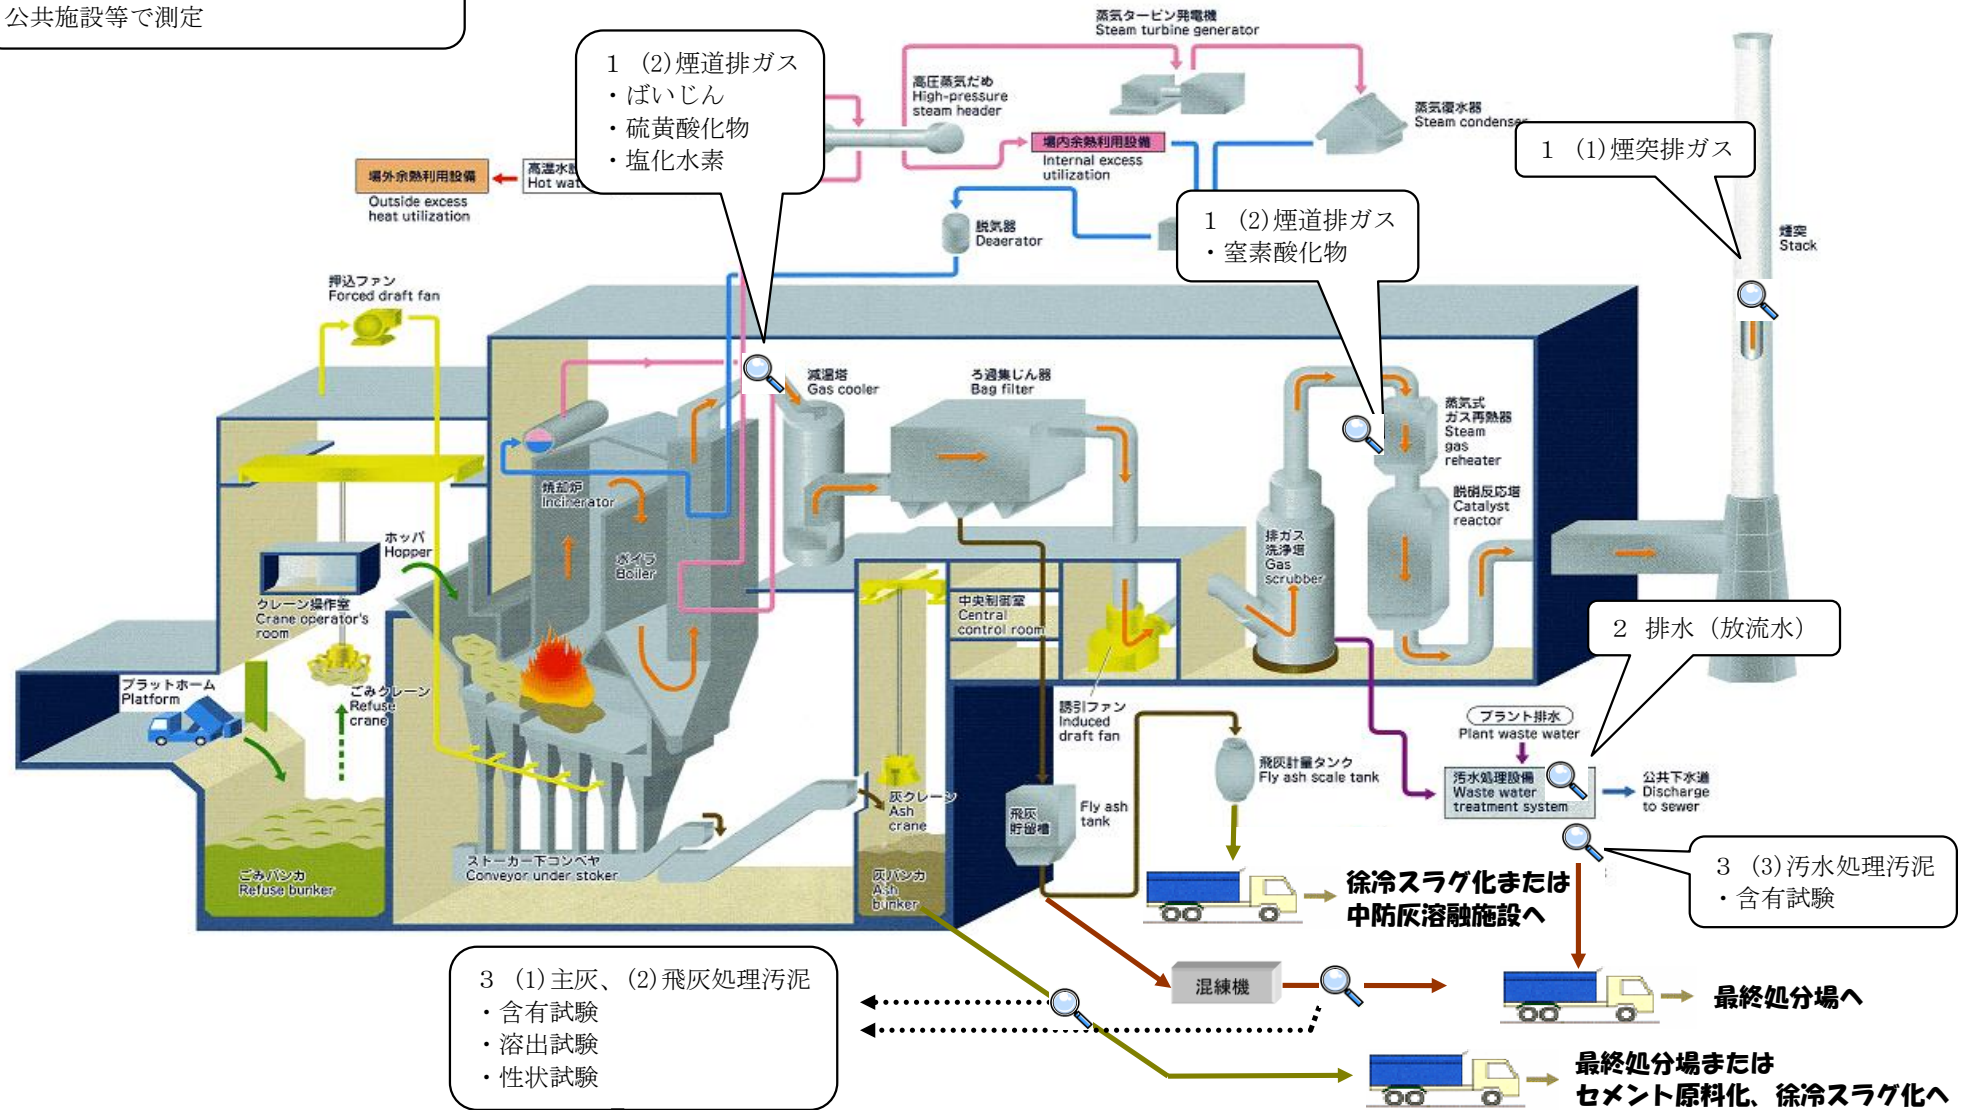 公共施設等で測定
1 (2)煙道排ガス
・ばいじん
・硫黄酸化物
・塩化水素
蒸気タービン発電機
Steam turbine generator
高圧蒸気だめ
High-pressure
steam header
蒸気復水器
Steam condenser
場内余熱利用設備
Internal excess
utilization
1 (1)煙突排ガス
場外余熱利用設備
Outside excess
heat utilization
高温水
Hot wat
脱気器
Deaerator
1 (2)煙道排ガス
・窒素酸化物
煙突
Stack
押込ファン
Forced draft fan
減温塔
Gas cooler
ろ過集じん器
Bag filter
蒸気式
ガス再熱器
Steam
gas
reheater
焼却炉
Incinerator
脱硝反応塔
Catalyst
reactor
ホッパ
Hopper
ボイラ
Boiler
排ガス
洗浄塔
Gas
scrubber
クレーン操作室
Crane operator's
room
中央制御室
Central
control room
2 排水（放流水）
プラットホーム
Platform
ごみクレーン
Refuse
crane
誘引ファン
Induced
draft fan
プラント排水
Plant waste water
飛灰計量タンク
Fly ash scale tank
汚水処理設備
Waste water
treatment system
公共下水道
Discharge
to sewer
灰クレーン
Ash
crane
飛灰
貯留槽
Fly ash
tank
ストーカー下コンベヤ
Conveyor under stoker
ごみバンカ
Refuse bunker
灰バンカ
Ash
bunker
徐冷スラグ化または
中防灰溶融施設へ
3 (3)汚水処理汚泥
・含有試験
3 (1)主灰、(2)飛灰処理汚泥
・含有試験
・溶出試験
・性状試験
混練機
最終処分場へ
最終処分場または
セメント原料化、徐冷スラグ化へ